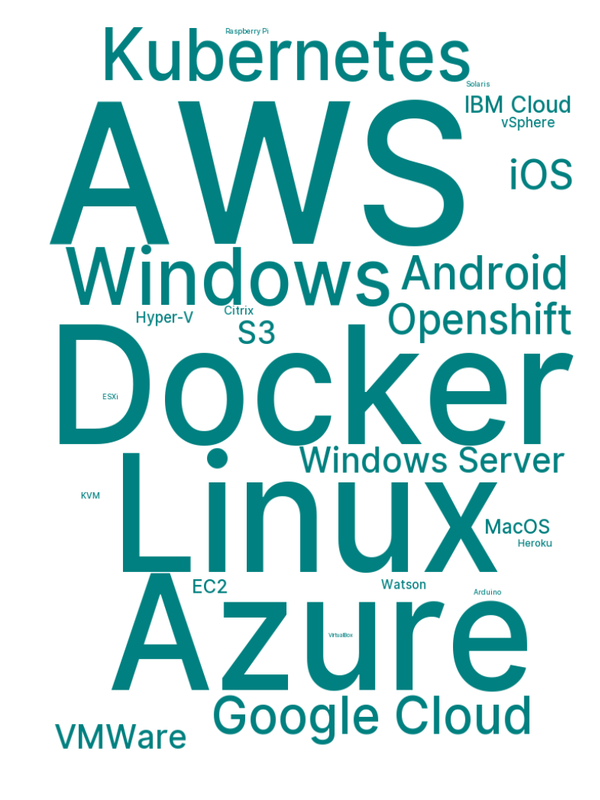 Raspberry Pi
Kubernetes
Solaris
IBM Cloud
vSphere
AWS
iOS
Windows
Android
Openshift
Hyper-V
Citrix
S3
Docker
ESXi
Windows Server
Linux
KVM
MacOS
Heroku
EC2
Watson
Arduino
Azure
VirtualBox
Google Cloud
VMWare